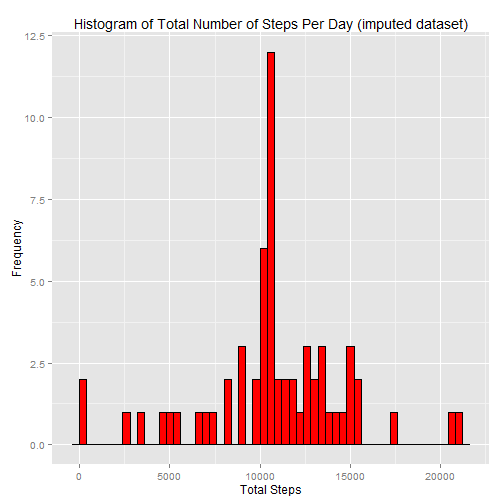 Histogram of Total Number of Steps Per Day (imputed dataset)
12.5
10.0
7.5
5.0
2.5
0.0
Frequency
0 5000 10000 15000 20000
Total Steps